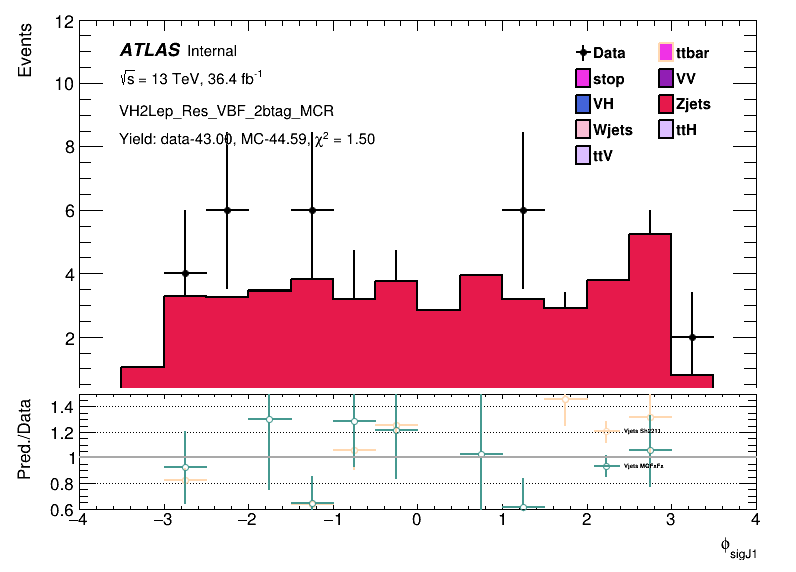 Events
12
10
8
6
4
2
ATLAS Internal
√s = 13 TeV, 36.4 fb⁻¹
VH2Lep_Res_VBF_2btag_MCR
Yield: data-43.00, MC-44.59, χ² = 1.50
Data ttbar
stop VV
VH Zjets
Wjets ttH
ttV
Pred./Data
1.4
1.2
1
0.8
0.6
Vjets SH2211
Vjets MGFxFx
−4 −3 −2 −1 0 1 2 3 4
ϕsigJ1